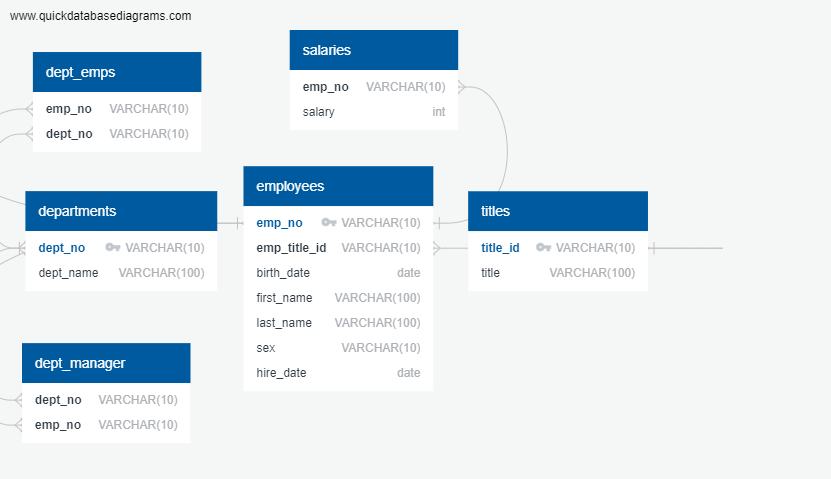 www.quickdatabasediagrams.com
dept_emps
emp_no VARCHAR(10)
dept_no VARCHAR(10)
salaries
emp_no VARCHAR(10)
salary int
departments
dept_no VARCHAR(10)
dept_name VARCHAR(100)
employees
emp_no VARCHAR(10)
emp_title_id VARCHAR(10)
birth_date date
first_name VARCHAR(100)
last_name VARCHAR(100)
sex VARCHAR(10)
hire_date date
titles
title_id VARCHAR(10)
title VARCHAR(100)
dept_manager
dept_no VARCHAR(10)
emp_no VARCHAR(10)